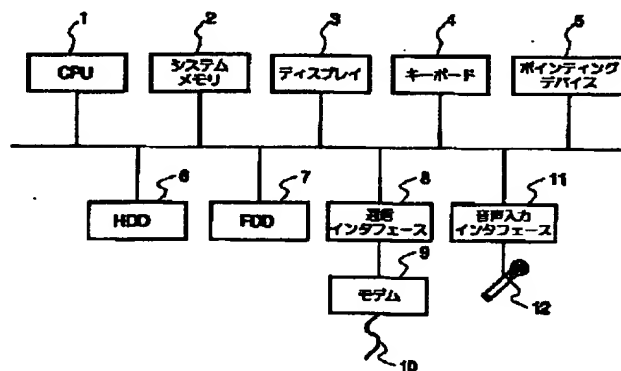 1
2
3
4
5
CPU
システム
メモリ
ディスプレイ
キーボード
ポインティング
デバイス
6
7
8
11
HDD
FDD
通信
インタフェース
音声入力
インタフェース
9
モデム
12
10